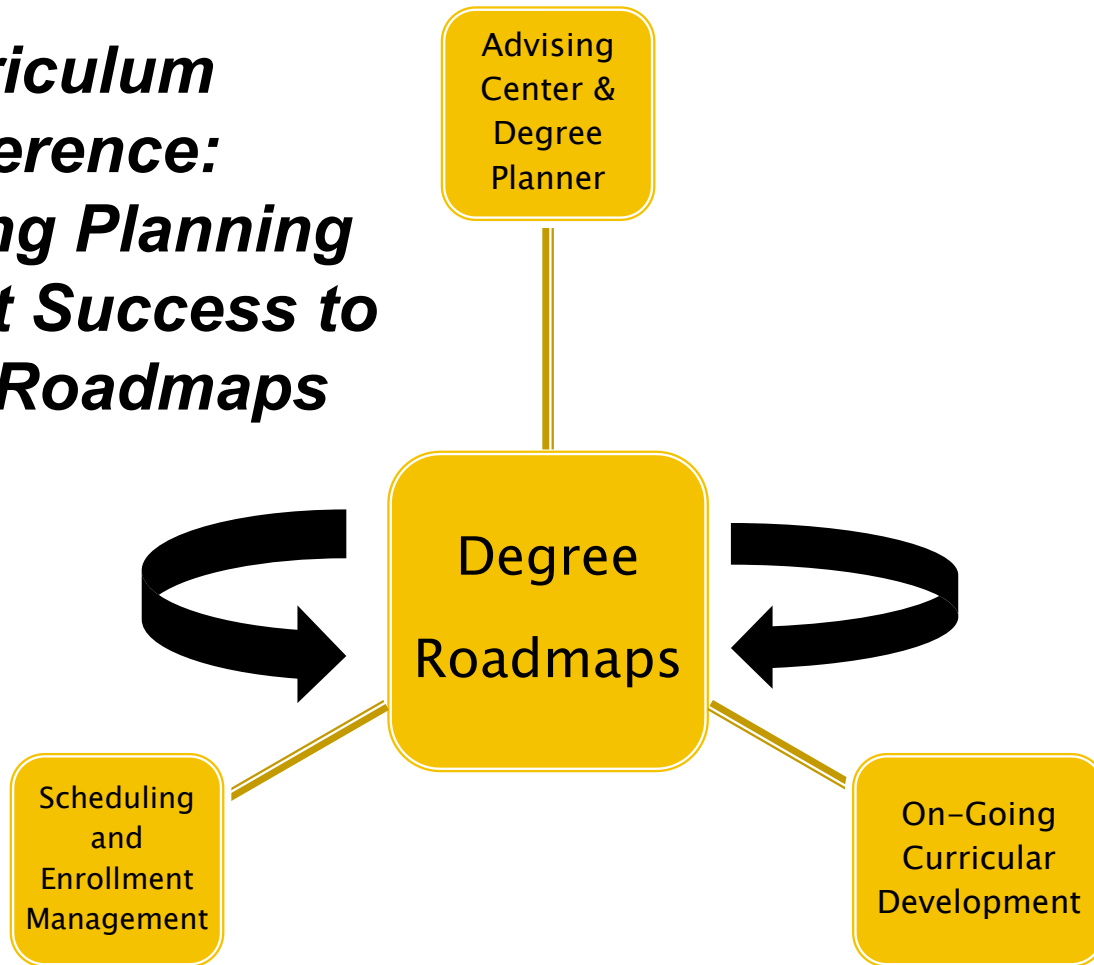 riculum
erence:
ng Planning
t Success to
Roadmaps
Advising
Center &
Degree
Planner
Degree
Roadmaps
Scheduling
and
Enrollment
Management
On-Going
Curricular
Development